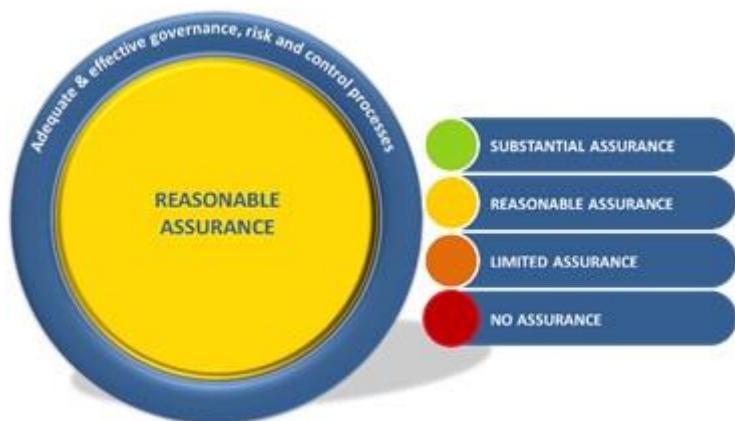 Adequate & effective governance, risk and control processes
REASONABLE
ASSURANCE
SUBSTANTIAL ASSURANCE
REASONABLE ASSURANCE
LIMITED ASSURANCE
NO ASSURANCE